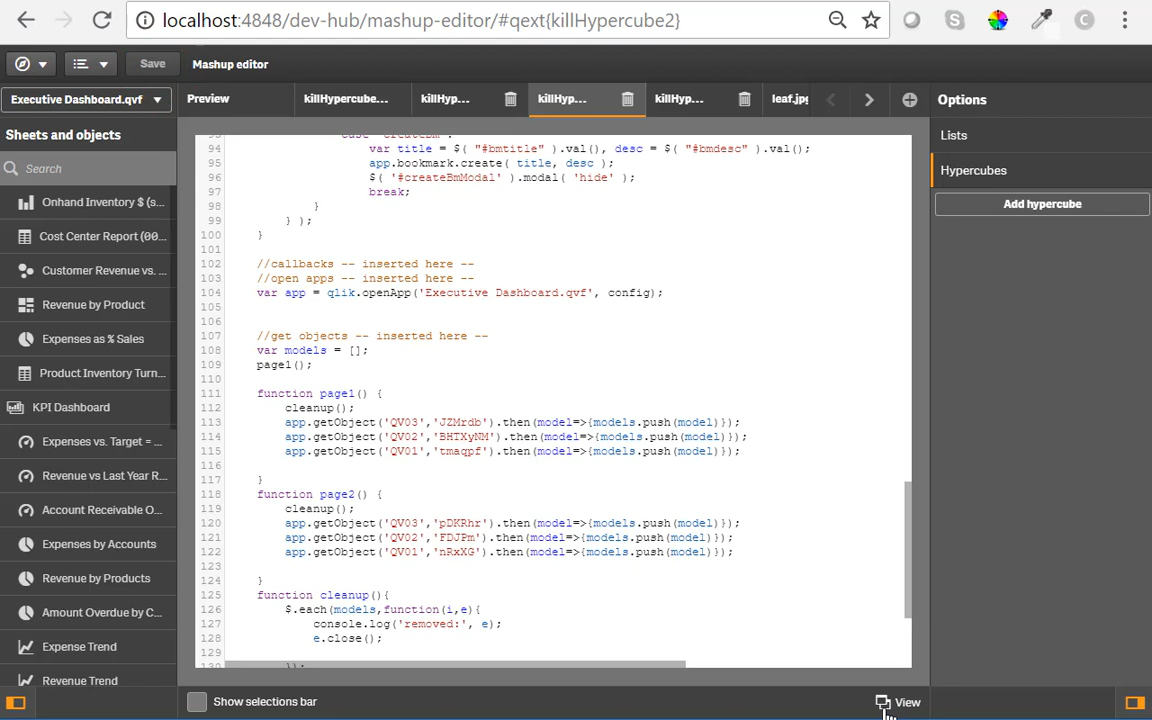 localhost:4848/dev-hub/mashup-editor/#qext{killHypercube2}
Save
Mashup editor
Executive Dashboard.qvf
Preview
killHypercube...
killHyp...
killHyp...
killHyp...
leaf.jpg
Options
Sheets and objects
Search
Onhand Inventory $ (s...
Cost Center Report (00...
Customer Revenue vs. ...
Revenue by Product
Expenses as % Sales
Product Inventory Turn...
KPI Dashboard
Expenses vs. Target = ...
Revenue vs Last Year R...
Account Receivable O...
Expenses by Accounts
Revenue by Products
Amount Overdue by C...
Expense Trend
Revenue Trend
94 var title = $( "#bmtitle" ).val(), desc = $( "#bmdesc" ).val();
95 app.bookmark.create( title, desc );
96 $( '#createBmModal' ).modal( 'hide' );
97 break;
98 }
99 } );
100 }
101
102 //callbacks -- inserted here --
103 //open apps -- inserted here --
104 var app = qlik.openApp('Executive Dashboard.qvf', config);
105
106
107 //get objects -- inserted here --
108 var models = [];
109 page1();
110
111 function page1() {
112 cleanup();
113 app.getObject('QV03','JZMrdb').then(model=>{models.push(model)});
114 app.getObject('QV02','BHTXyNM').then(model=>{models.push(model)});
115 app.getObject('QV01','tmaqpf').then(model=>{models.push(model)});
116
117 }
118 function page2() {
119 cleanup();
120 app.getObject('QV03','pDKRhr').then(model=>{models.push(model)});
121 app.getObject('QV02','FDJPm').then(model=>{models.push(model)});
122 app.getObject('QV01','nRxXG').then(model=>{models.push(model)});
123
124 }
125 function cleanup(){
126 $.each(models,function(i,e){
127 console.log('removed:', e);
128 e.close();
129
130 });
Lists
Hypercubes
Add hypercube
Show selections bar
View